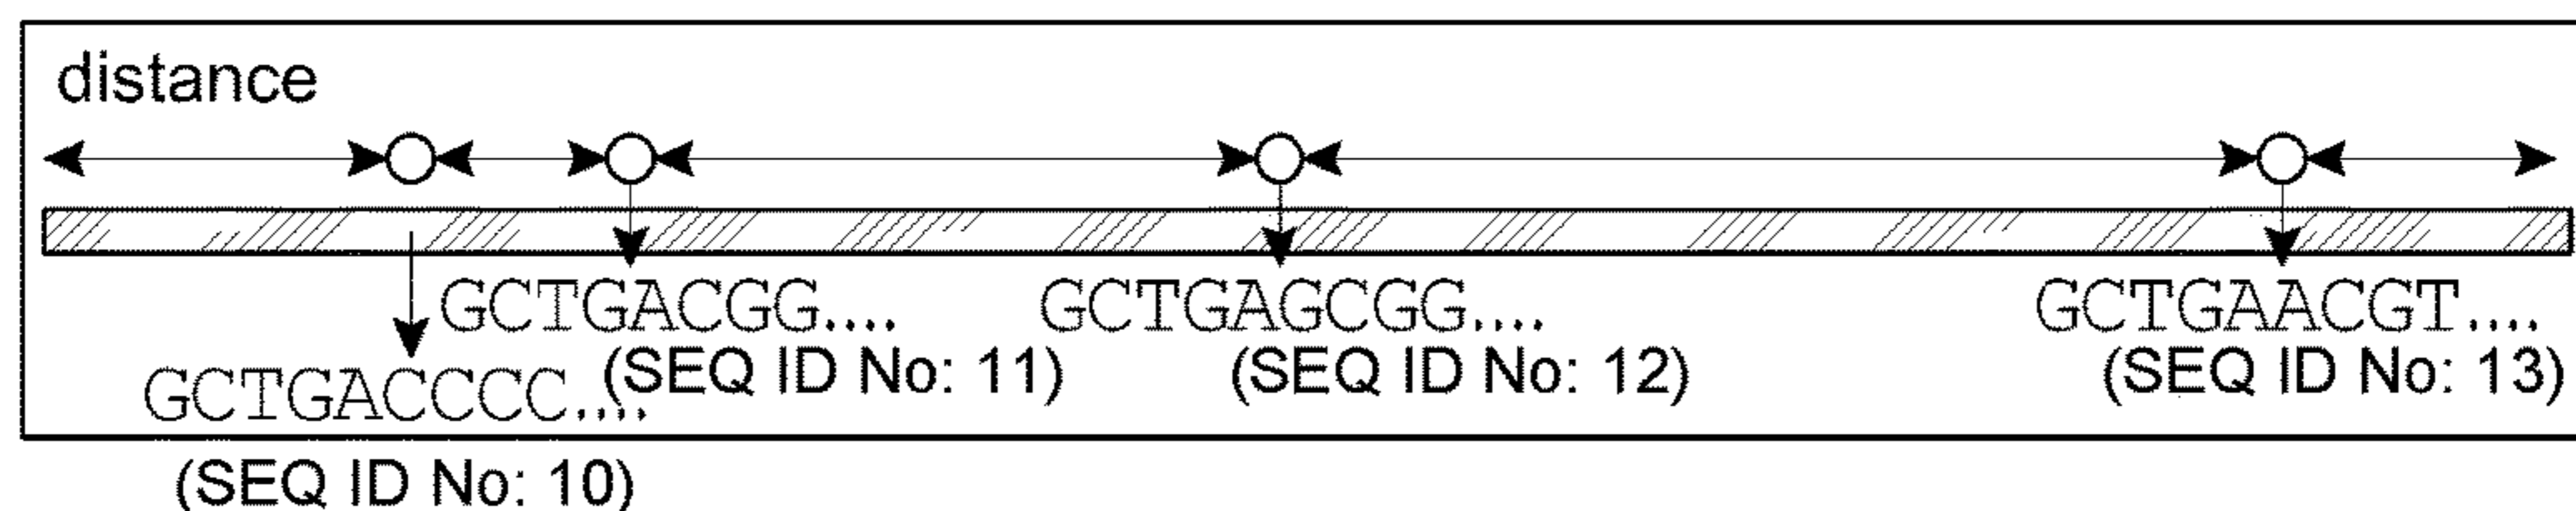 distance
GCTGACGG.... GCTGAGCGG.... GCTGAACGT....
(SEQ ID No: 11) (SEQ ID No: 12) (SEQ ID No: 13)
GCTGACCCC....
(SEQ ID No: 10)